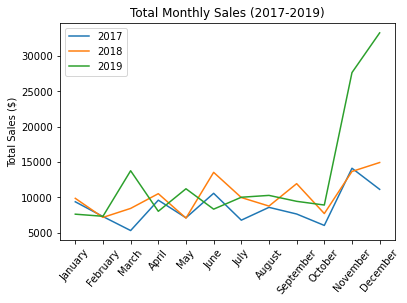 Total Monthly Sales (2017-2019)
2017
2018
2019
Total Sales ($)
30000
25000
20000
15000
10000
5000
January
February
March
April
May
June
July
August
September
October
November
December